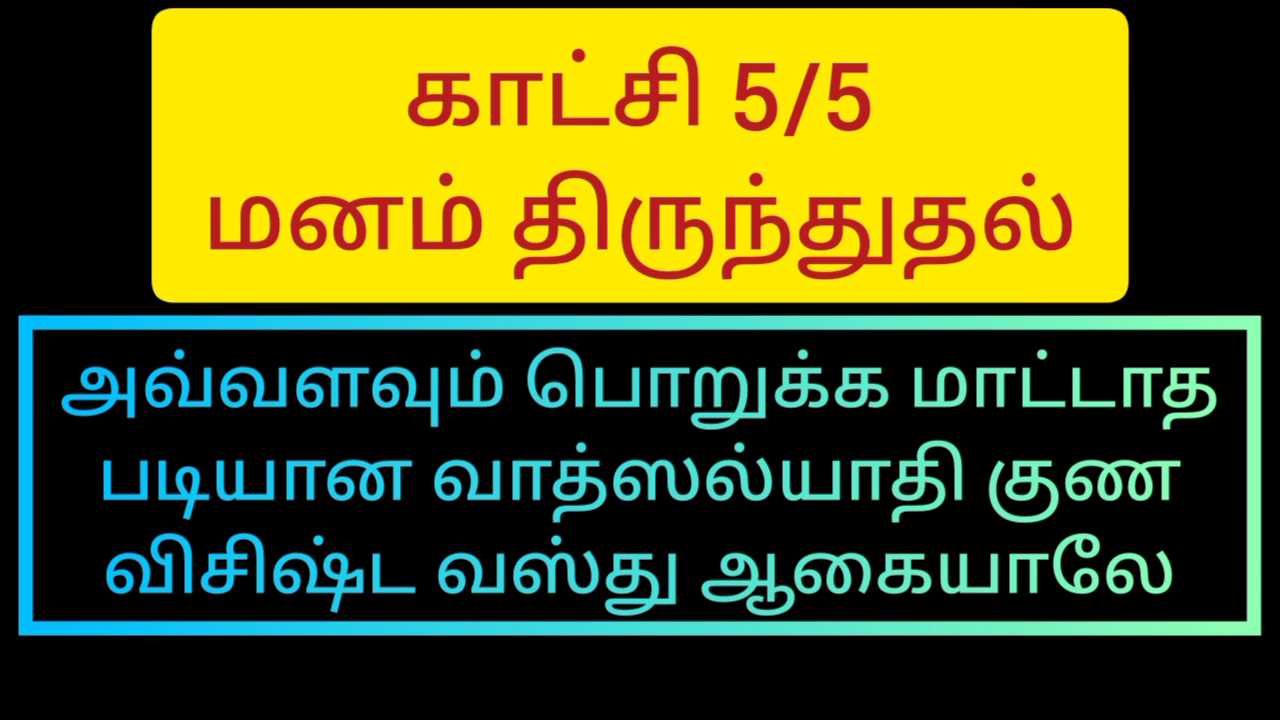 காட்சி 5/5
மனம் திருந்துதல்
அவ்வளவும் பொறுக்க மாட்டாத
படியான வாத்ஸல்யாதி குண
விசிஷ்ட வஸ்து ஆகையாலே